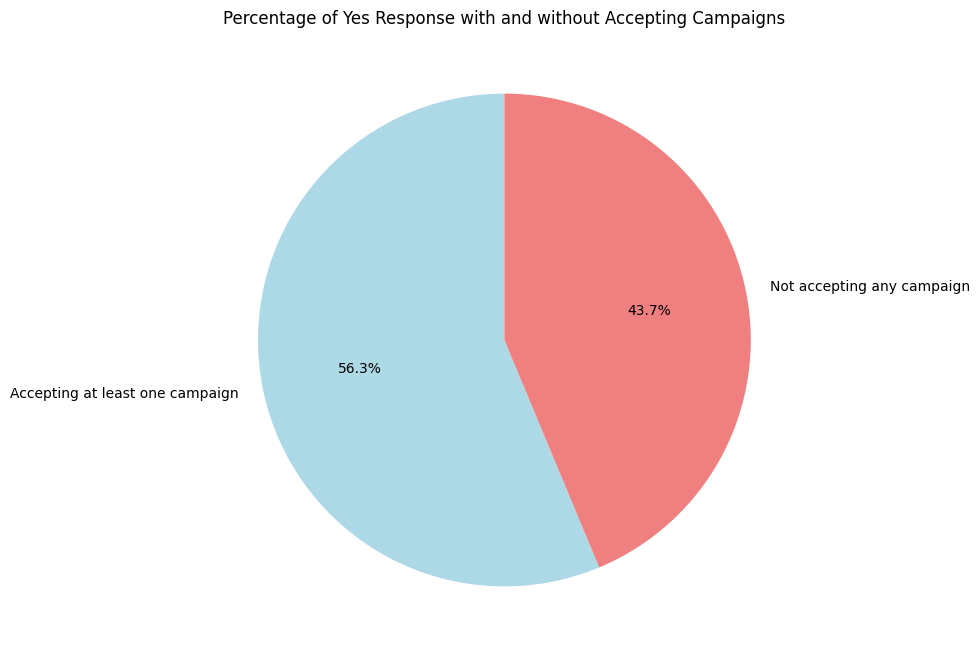 Percentage of Yes Response with and without Accepting Campaigns
Not accepting any campaign
43.7%
56.3%
Accepting at least one campaign